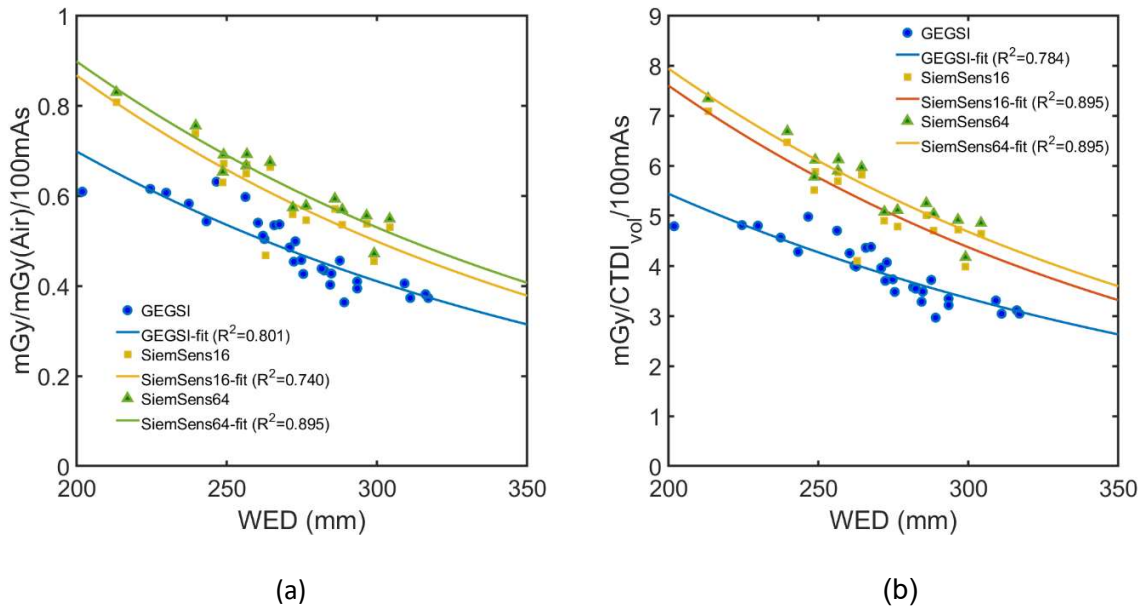 1
0.8
0.6
0.4
0.2
0
mGy/mGy(Air)/100mAs
GEGSI
GEGSI-fit (R²=0.801)
SiemSens16
SiemSens16-fit (R²=0.740)
SiemSens64
SiemSens64-fit (R²=0.895)
200
250
300
350
WED (mm)
(a)
9
8
7
6
5
4
3
2
1
0
mGy/CTDIvol/100mAs
GEGSI
GEGSI-fit (R²=0.784)
SiemSens16
SiemSens16-fit (R²=0.895)
SiemSens64
SiemSens64-fit (R²=0.895)
200
250
300
350
WED (mm)
(b)